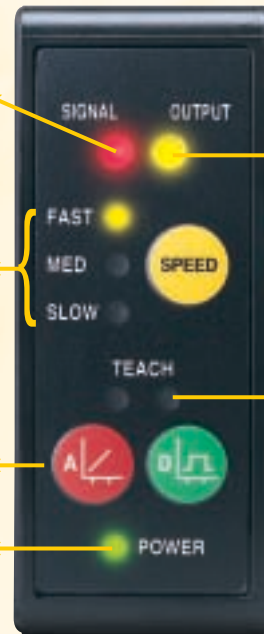 SIGNAL OUTPUT
FAST
MED SPEED
SLOW
TEACH
A D
POWER